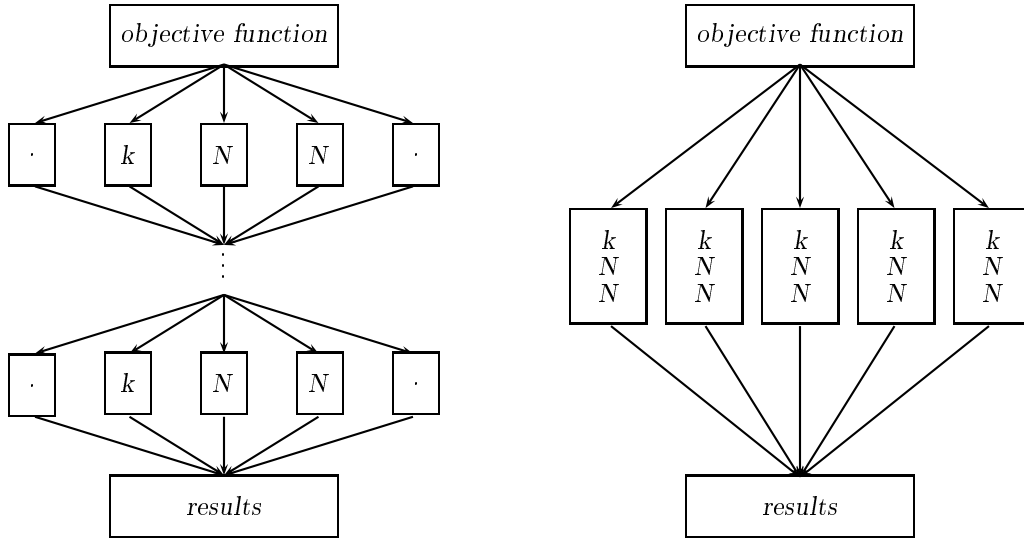 objective function
· k N N ·
⋮
· k N N ·
results
objective function
k k k k k
N N N N N
N N N N N
results